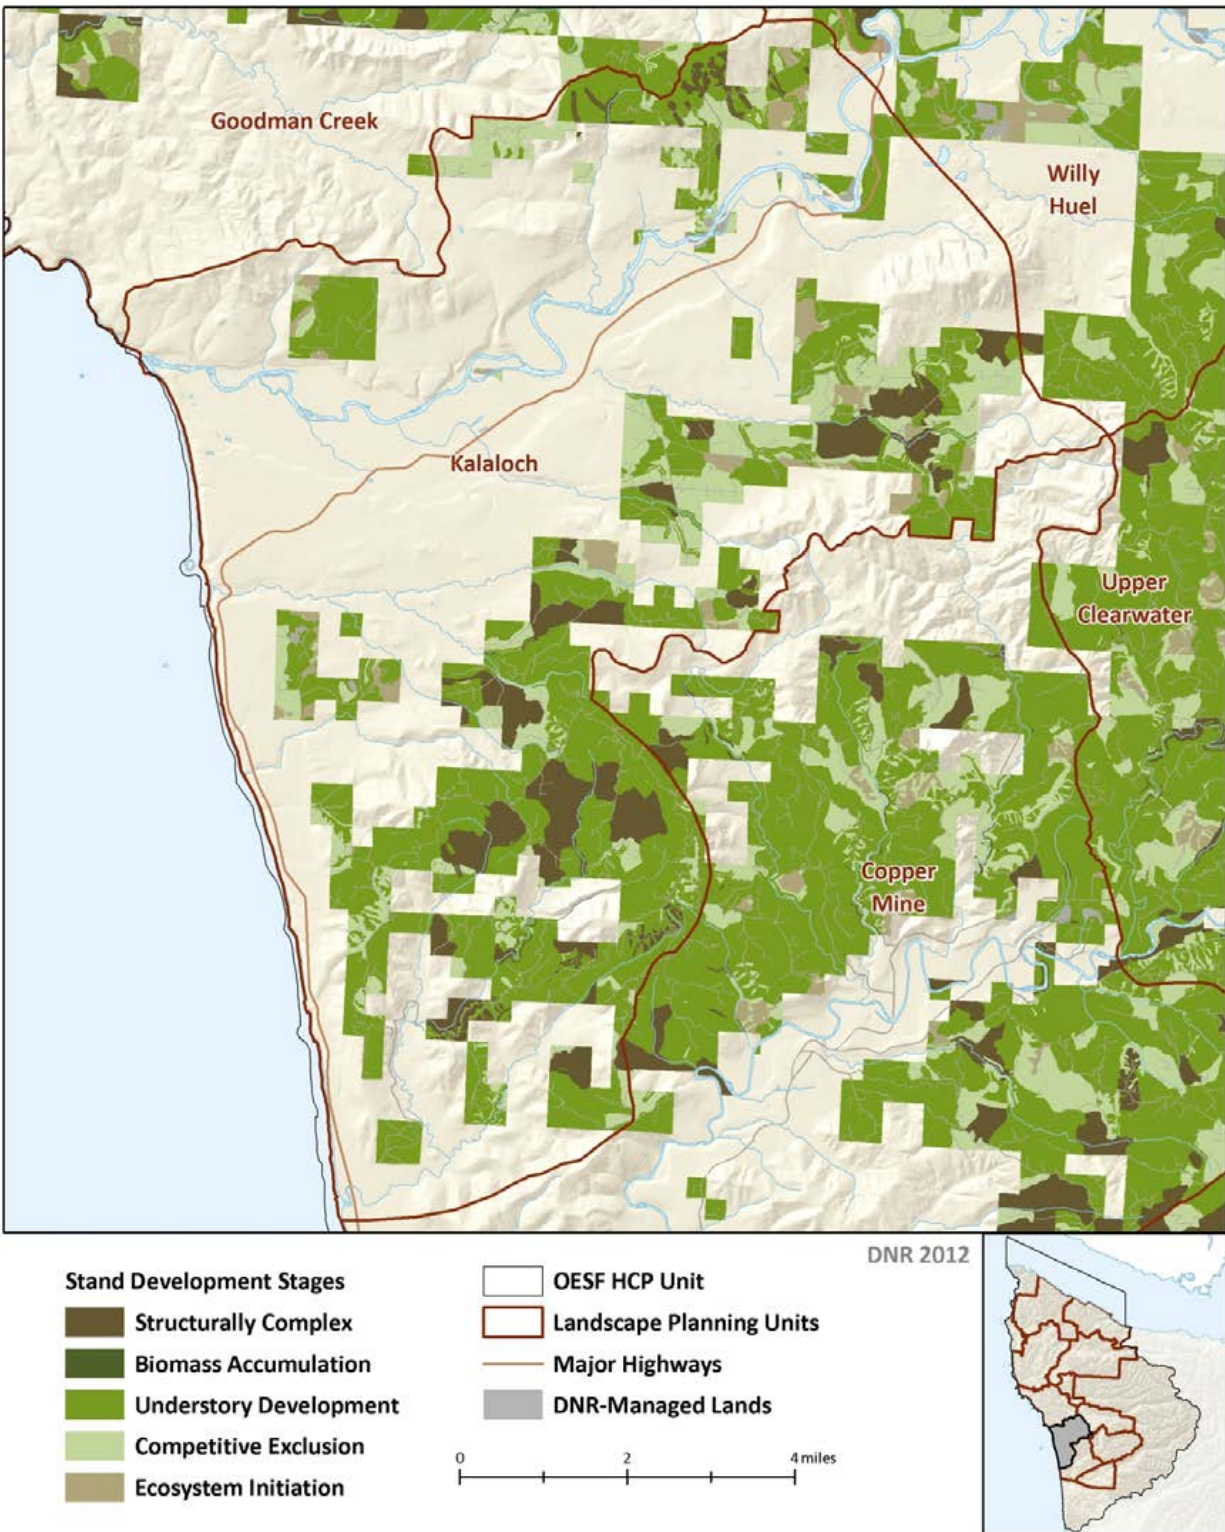 Goodman Creek
Willy
Huel
Kalaloch
Upper
Clearwater
Copper
Mine
DNR 2012
Stand Development Stages
Structurally Complex
Biomass Accumulation
Understory Development
Competitive Exclusion
Ecosystem Initiation
OESF HCP Unit
Landscape Planning Units
Major Highways
DNR-Managed Lands
0 2 4 miles